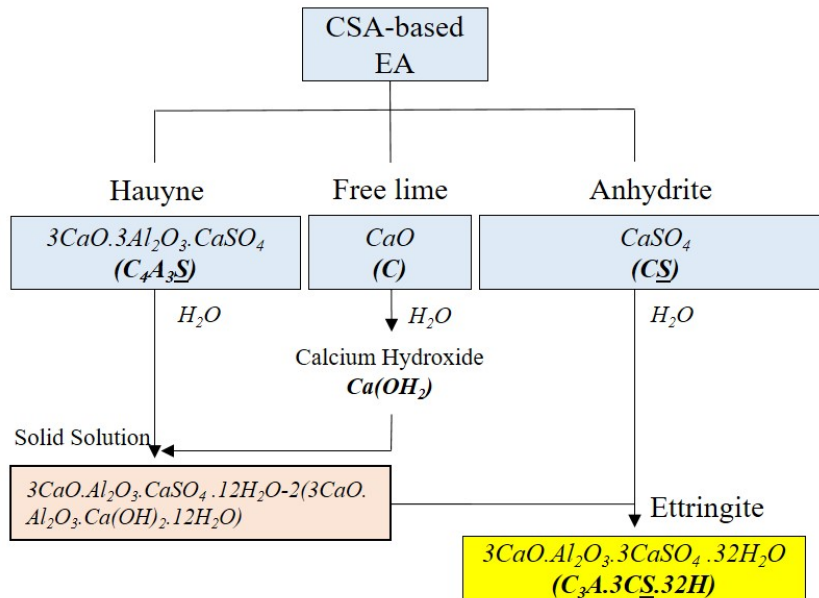 CSA-based
EA
Hauyne
Free lime
Anhydrite
3CaO.3Al₂O₃.CaSO₄
(C₄A₃S̲)
CaO
(C)
CaSO₄
(CS̲)
H₂O
H₂O
H₂O
Calcium Hydroxide
Ca(OH₂)
Solid Solution
3CaO.Al₂O₃.CaSO₄ .12H₂O-2(3CaO.
Al₂O₃.Ca(OH)₂.12H₂O)
Ettringite
3CaO.Al₂O₃.3CaSO₄ .32H₂O
(C₃A.3CS̲.32H)